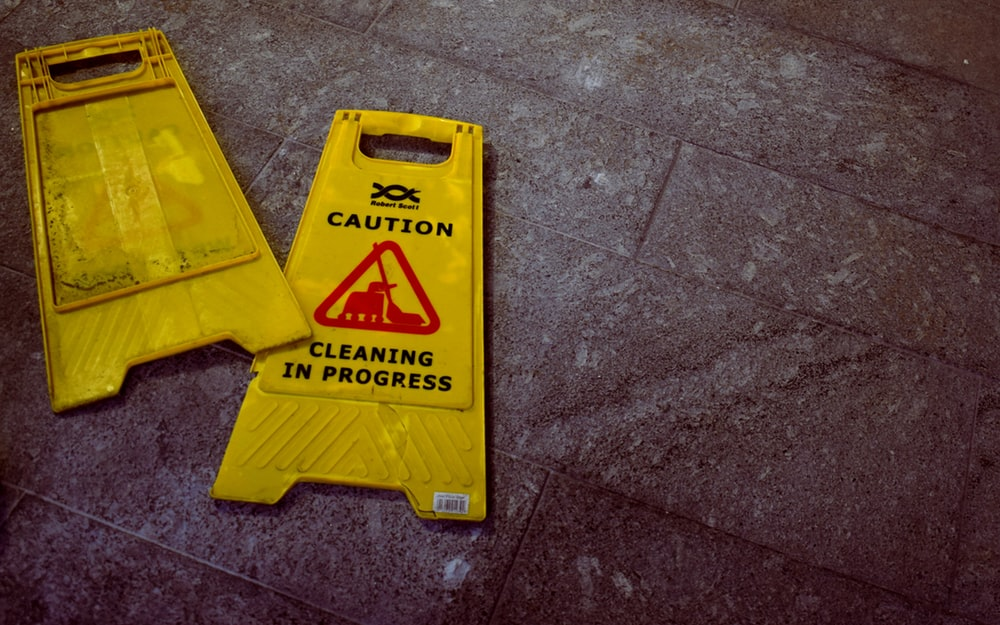 Robert Scott
CAUTION
CLEANING
IN PROGRESS